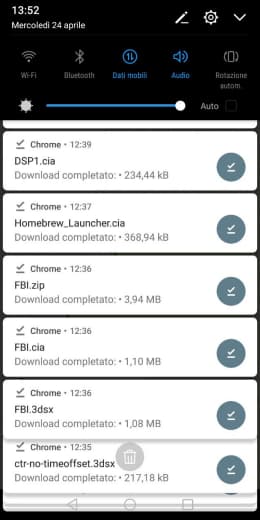 13:52
Mercoledì 24 aprile
Wi-Fi
Bluetooth
Dati mobili
Audio
Rotazione
autom.
Auto
Chrome • 12:39
DSP1.cia
Download completato: • 234,44 kB
Chrome • 12:37
Homebrew_Launcher.cia
Download completato: • 368,94 kB
Chrome • 12:36
FBI.zip
Download completato: • 3,94 MB
Chrome • 12:36
FBI.cia
Download completato: • 1,10 MB
Chrome • 12:36
FBI.3dsx
Download completato: • 1,08 MB
Chrome • 12:35
ctr-no-timeoffset.3dsx
Download completato: • 217,18 kB